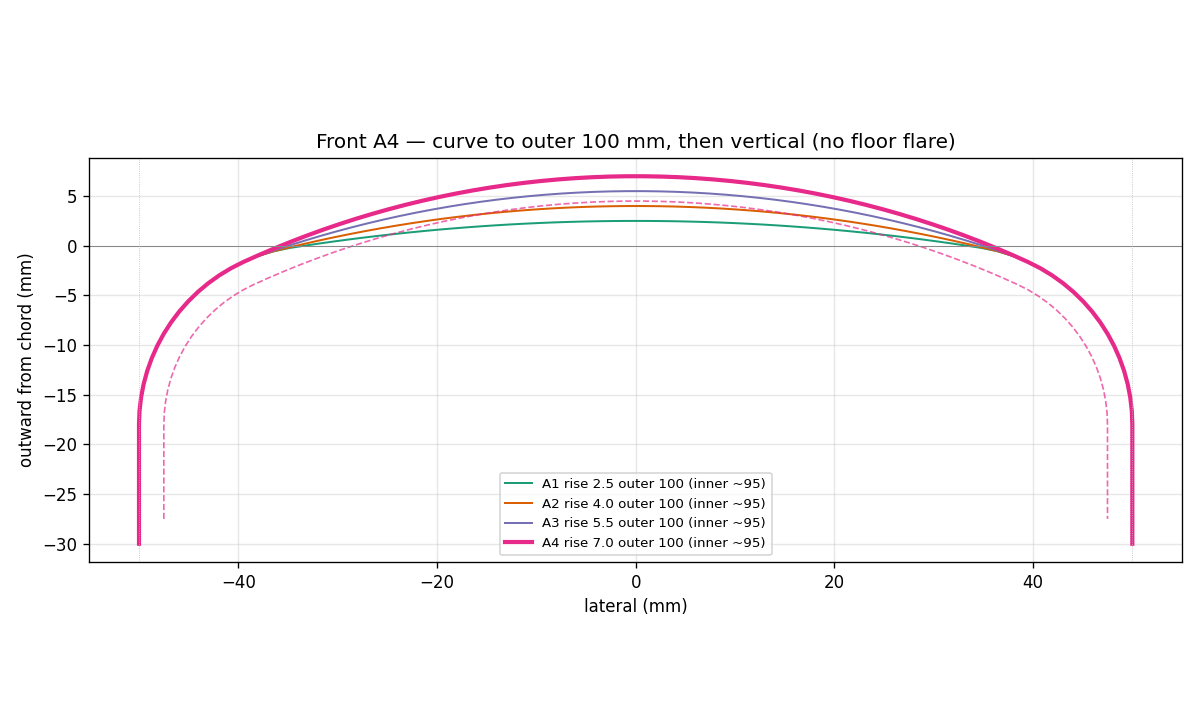 Front A4 — curve to outer 100 mm, then vertical (no floor flare)
outward from chord (mm)
5
0
−5
−10
−15
−20
−25
−30
A1 rise 2.5 outer 100 (inner ~95)
A2 rise 4.0 outer 100 (inner ~95)
A3 rise 5.5 outer 100 (inner ~95)
A4 rise 7.0 outer 100 (inner ~95)
−40
−20
0
20
40
lateral (mm)